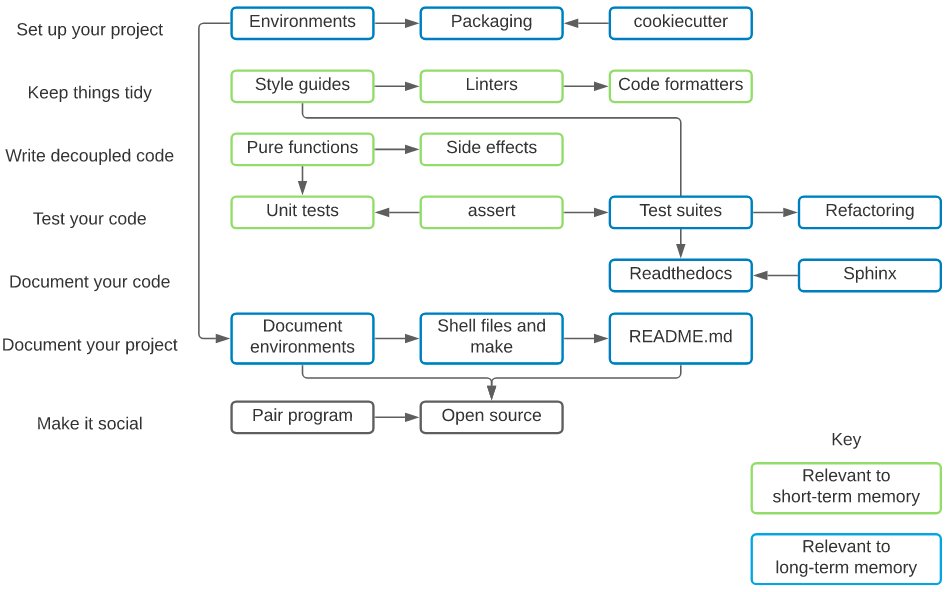 Set up your project
Environments
Packaging
cookiecutter
Keep things tidy
Style guides
Linters
Code formatters
Write decoupled code
Pure functions
Side effects
Test your code
Unit tests
assert
Test suites
Refactoring
Document your code
Readthedocs
Sphinx
Document your project
Document
environments
Shell files and
make
README.md
Make it social
Pair program
Open source
Key
Relevant to
short-term memory
Relevant to
long-term memory